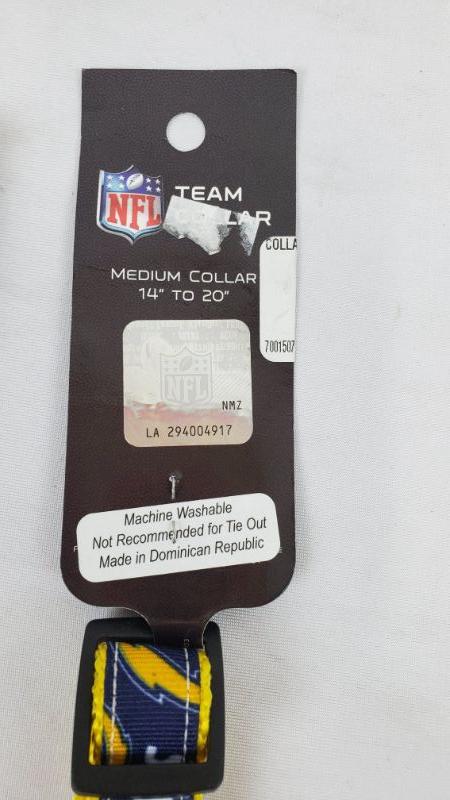 NFL
TEAM
COLLAR
COLLA
MEDIUM COLLAR
14" TO 20"
7001507
NFL
NMZ
LA 294004917
Machine Washable
Not Recommended for Tie Out
Made in Dominican Republic